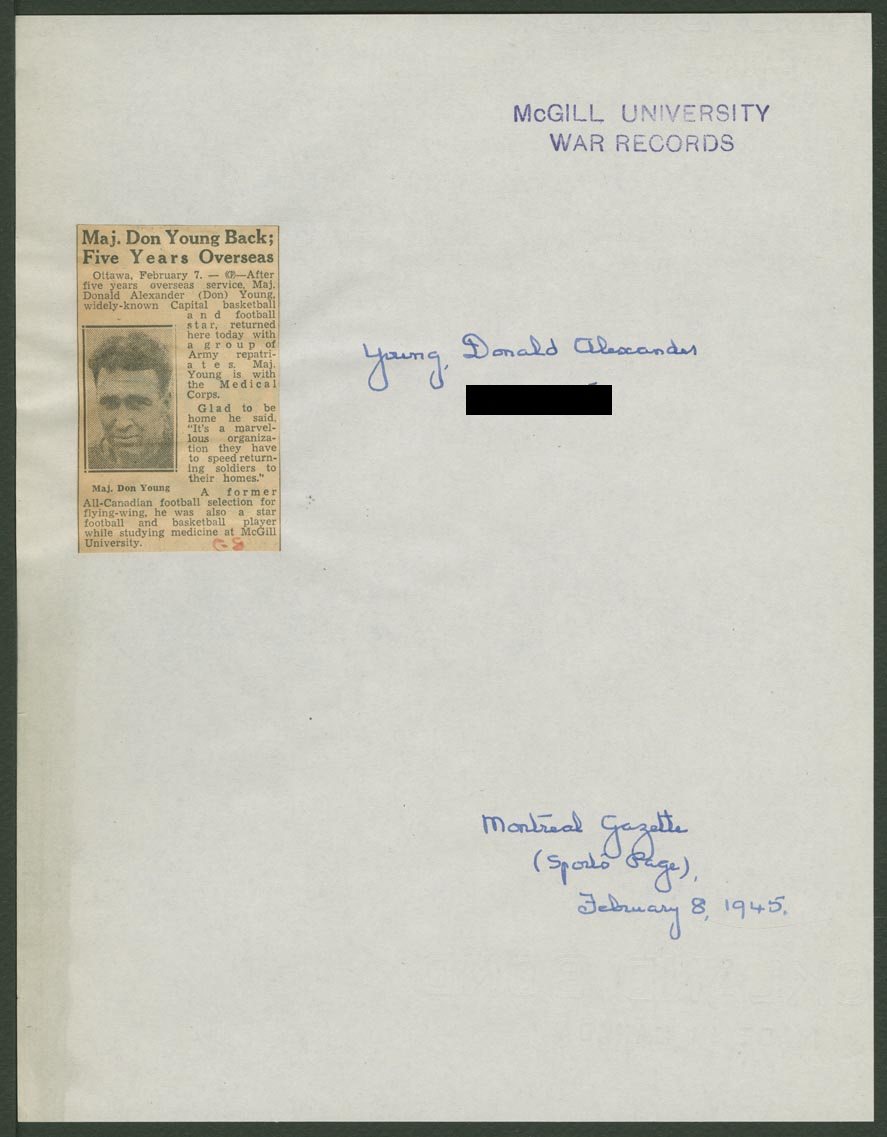 McGILL UNIVERSITY
WAR RECORDS
Maj. Don Young Back;
Five Years Overseas
Ottawa, February 7. — (CP)—After
five years overseas service, Maj.
Donald Alexander (Don) Young,
widely-known Capital basketball
and football
star, returned
here today with
a group of
Army repatri-
ates. Maj.
Young is with
the Medical
Corps.
Glad to be
home he said.
"It's a marvel-
lous organiza-
tion they have
to speed return-
ing soldiers to
their homes."
Maj. Don Young
A former
All-Canadian football selection for
flying-wing, he was also a star
football and basketball player
while studying medicine at McGill
University.
Young, Donald Alexander
Montreal Gazette
(Sports Page),
February 8, 1945.